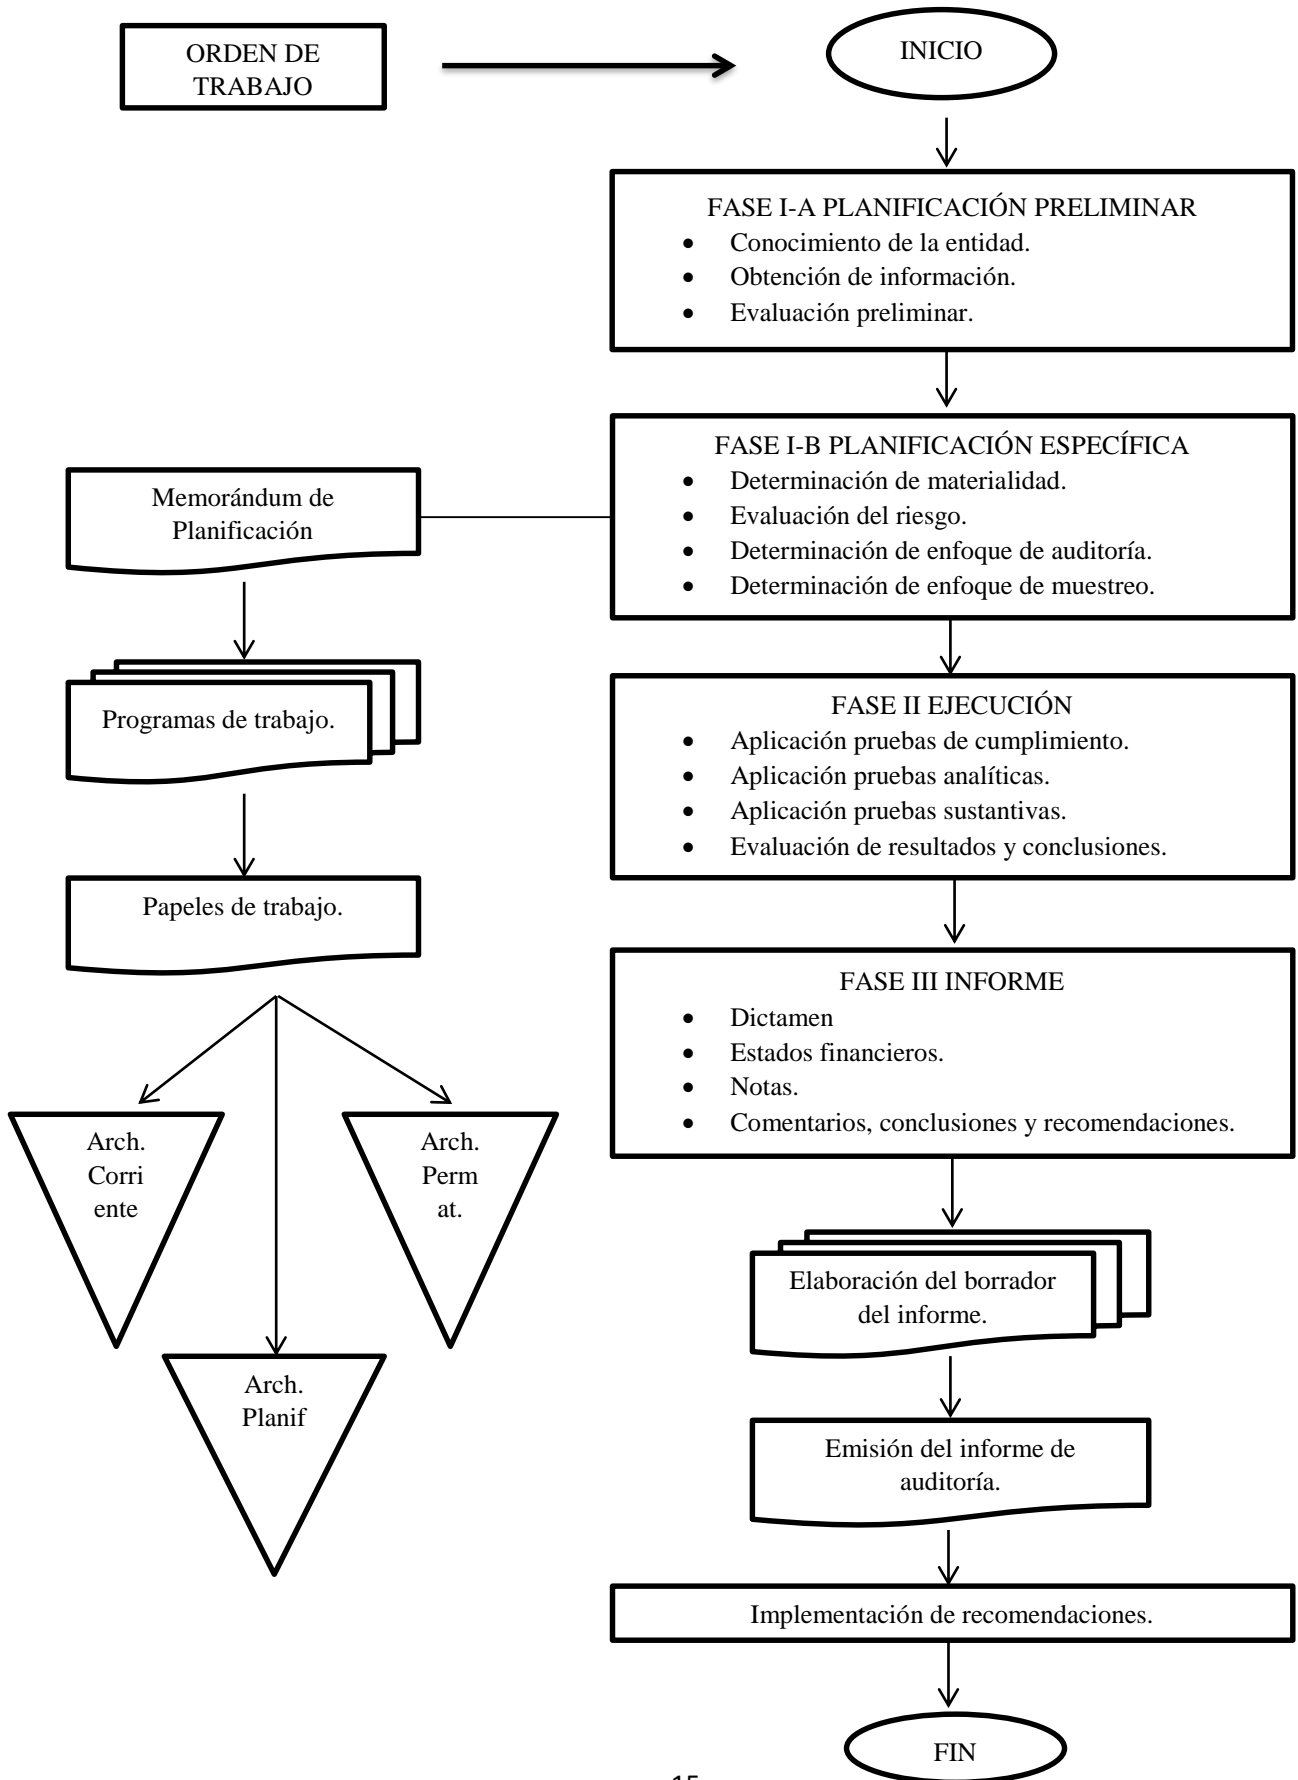 ORDEN DE
TRABAJO
INICIO
FASE I-A PLANIFICACIÓN PRELIMINAR
• Conocimiento de la entidad.
• Obtención de información.
• Evaluación preliminar.
FASE I-B PLANIFICACIÓN ESPECÍFICA
• Determinación de materialidad.
• Evaluación del riesgo.
• Determinación de enfoque de auditoría.
• Determinación de enfoque de muestreo.
Memorándum de
Planificación
Programas de trabajo.
FASE II EJECUCIÓN
• Aplicación pruebas de cumplimiento.
• Aplicación pruebas analíticas.
• Aplicación pruebas sustantivas.
• Evaluación de resultados y conclusiones.
Papeles de trabajo.
FASE III INFORME
• Dictamen
• Estados financieros.
• Notas.
• Comentarios, conclusiones y recomendaciones.
Arch.
Corri
ente
Arch.
Perm
at.
Arch.
Planif
Elaboración del borrador
del informe.
Emisión del informe de
auditoría.
Implementación de recomendaciones.
FIN